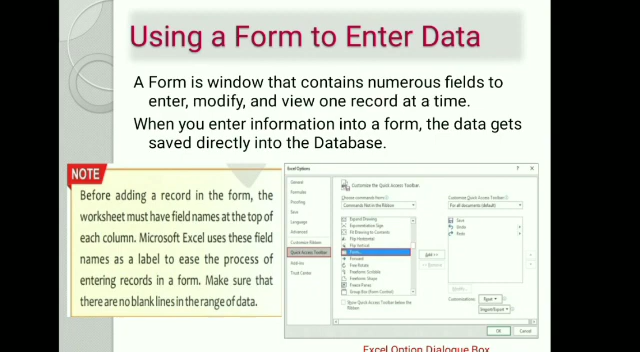 Using a Form to Enter Data
A Form is window that contains numerous fields to
enter, modify, and view one record at a time.
When you enter information into a form, the data gets
saved directly into the Database.
NOTE
Before adding a record in the form, the
worksheet must have field names at the top of
each column. Microsoft Excel uses these field
names as a label to ease the process of
entering records in a form. Make sure that
there are no blank lines in the range of data.
Excel Options
? ×
General
Formulas
Proofing
Save
Language
Advanced
Customize Ribbon
Quick Access Toolbar
Add-ins
Trust Center
Customize the Quick Access Toolbar.
Choose commands from:
Commands Not in the Ribbon
Expand Drawing
Exponentiation Sign
Fill Drawing to Contents
Flip Horizontal
Flip Vertical
Form...
Forward
Free Rotate
Freeform: Scribble
Freeform: Shape
Freeze Panes
Group Box (Form Control)
Show Quick Access Toolbar below the
Ribbon
Add >>
<< Remove
Customize Quick Access Toolbar:
For all documents (default)
Save
Undo
Redo
Modify...
Customizations:
Reset
Import/Export
OK
Cancel
Excel Option Dialogue Box